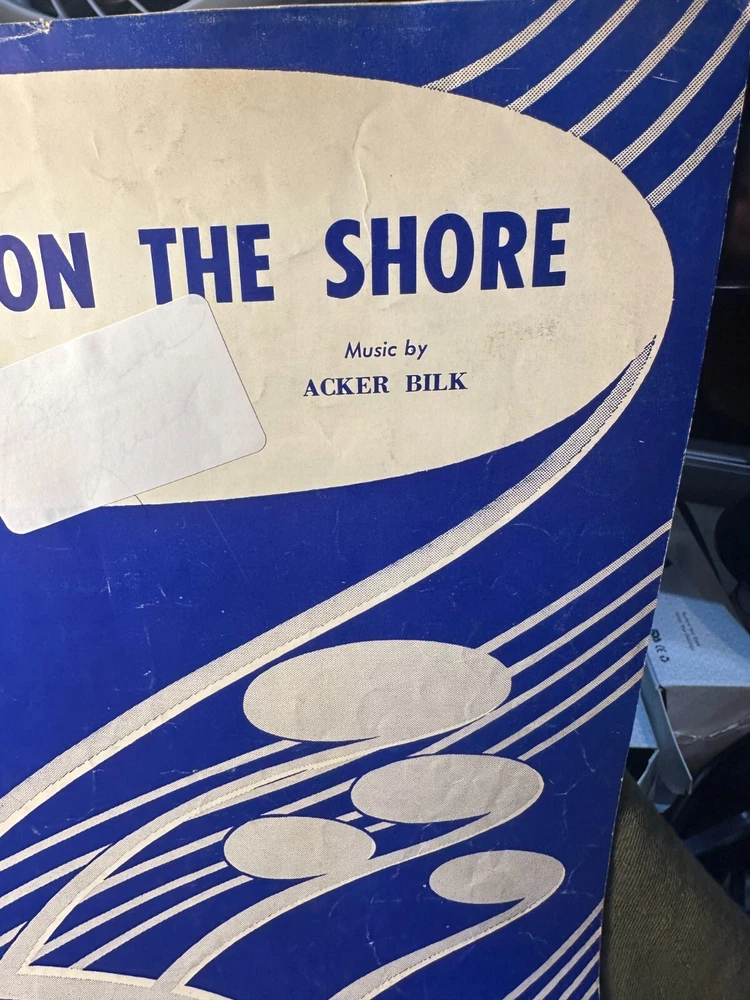 ON THE SHORE
Music by
ACKER BILK